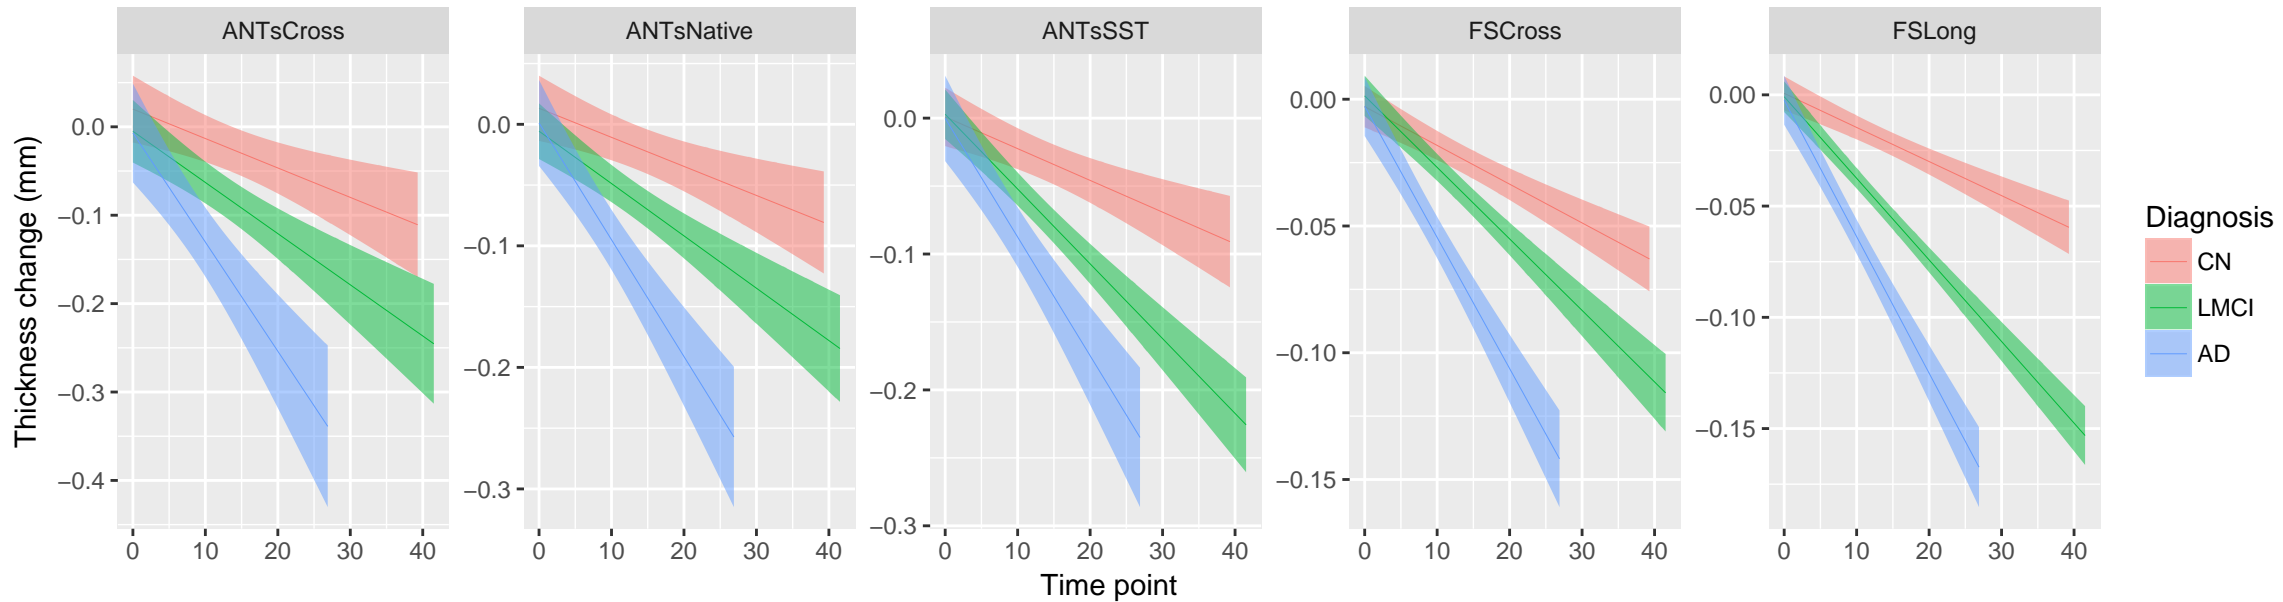 ANTsCross ANTsNative ANTsSST FSCross FSLong
Thickness change (mm)
0.0
−0.1
−0.2
−0.3
−0.4
0 10 20 30 40
0.0
−0.1
−0.2
−0.3
0 10 20 30 40
0.0
−0.1
−0.2
−0.3
0 10 20 30 40
0.00
−0.05
−0.10
−0.15
0 10 20 30 40
0.00
−0.05
−0.10
−0.15
0 10 20 30 40
Time point
Diagnosis
CN
LMCI
AD